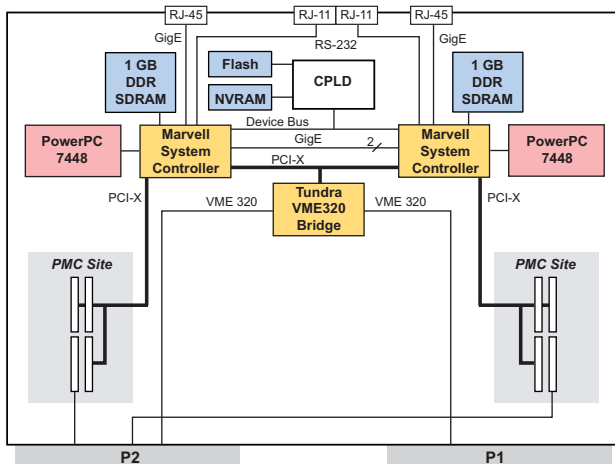 RJ-45
RJ-11
RJ-11
RJ-45
GigE
RS-232
GigE
1 GB
DDR
SDRAM
Flash
NVRAM
CPLD
1 GB
DDR
SDRAM
Device Bus
PowerPC
7448
Marvell
System
Controller
GigE
2
PCI-X
Marvell
System
Controller
PowerPC
7448
PCI-X
VME 320
Tundra
VME320
Bridge
VME 320
PCI-X
PMC Site
PMC Site
P2
P1